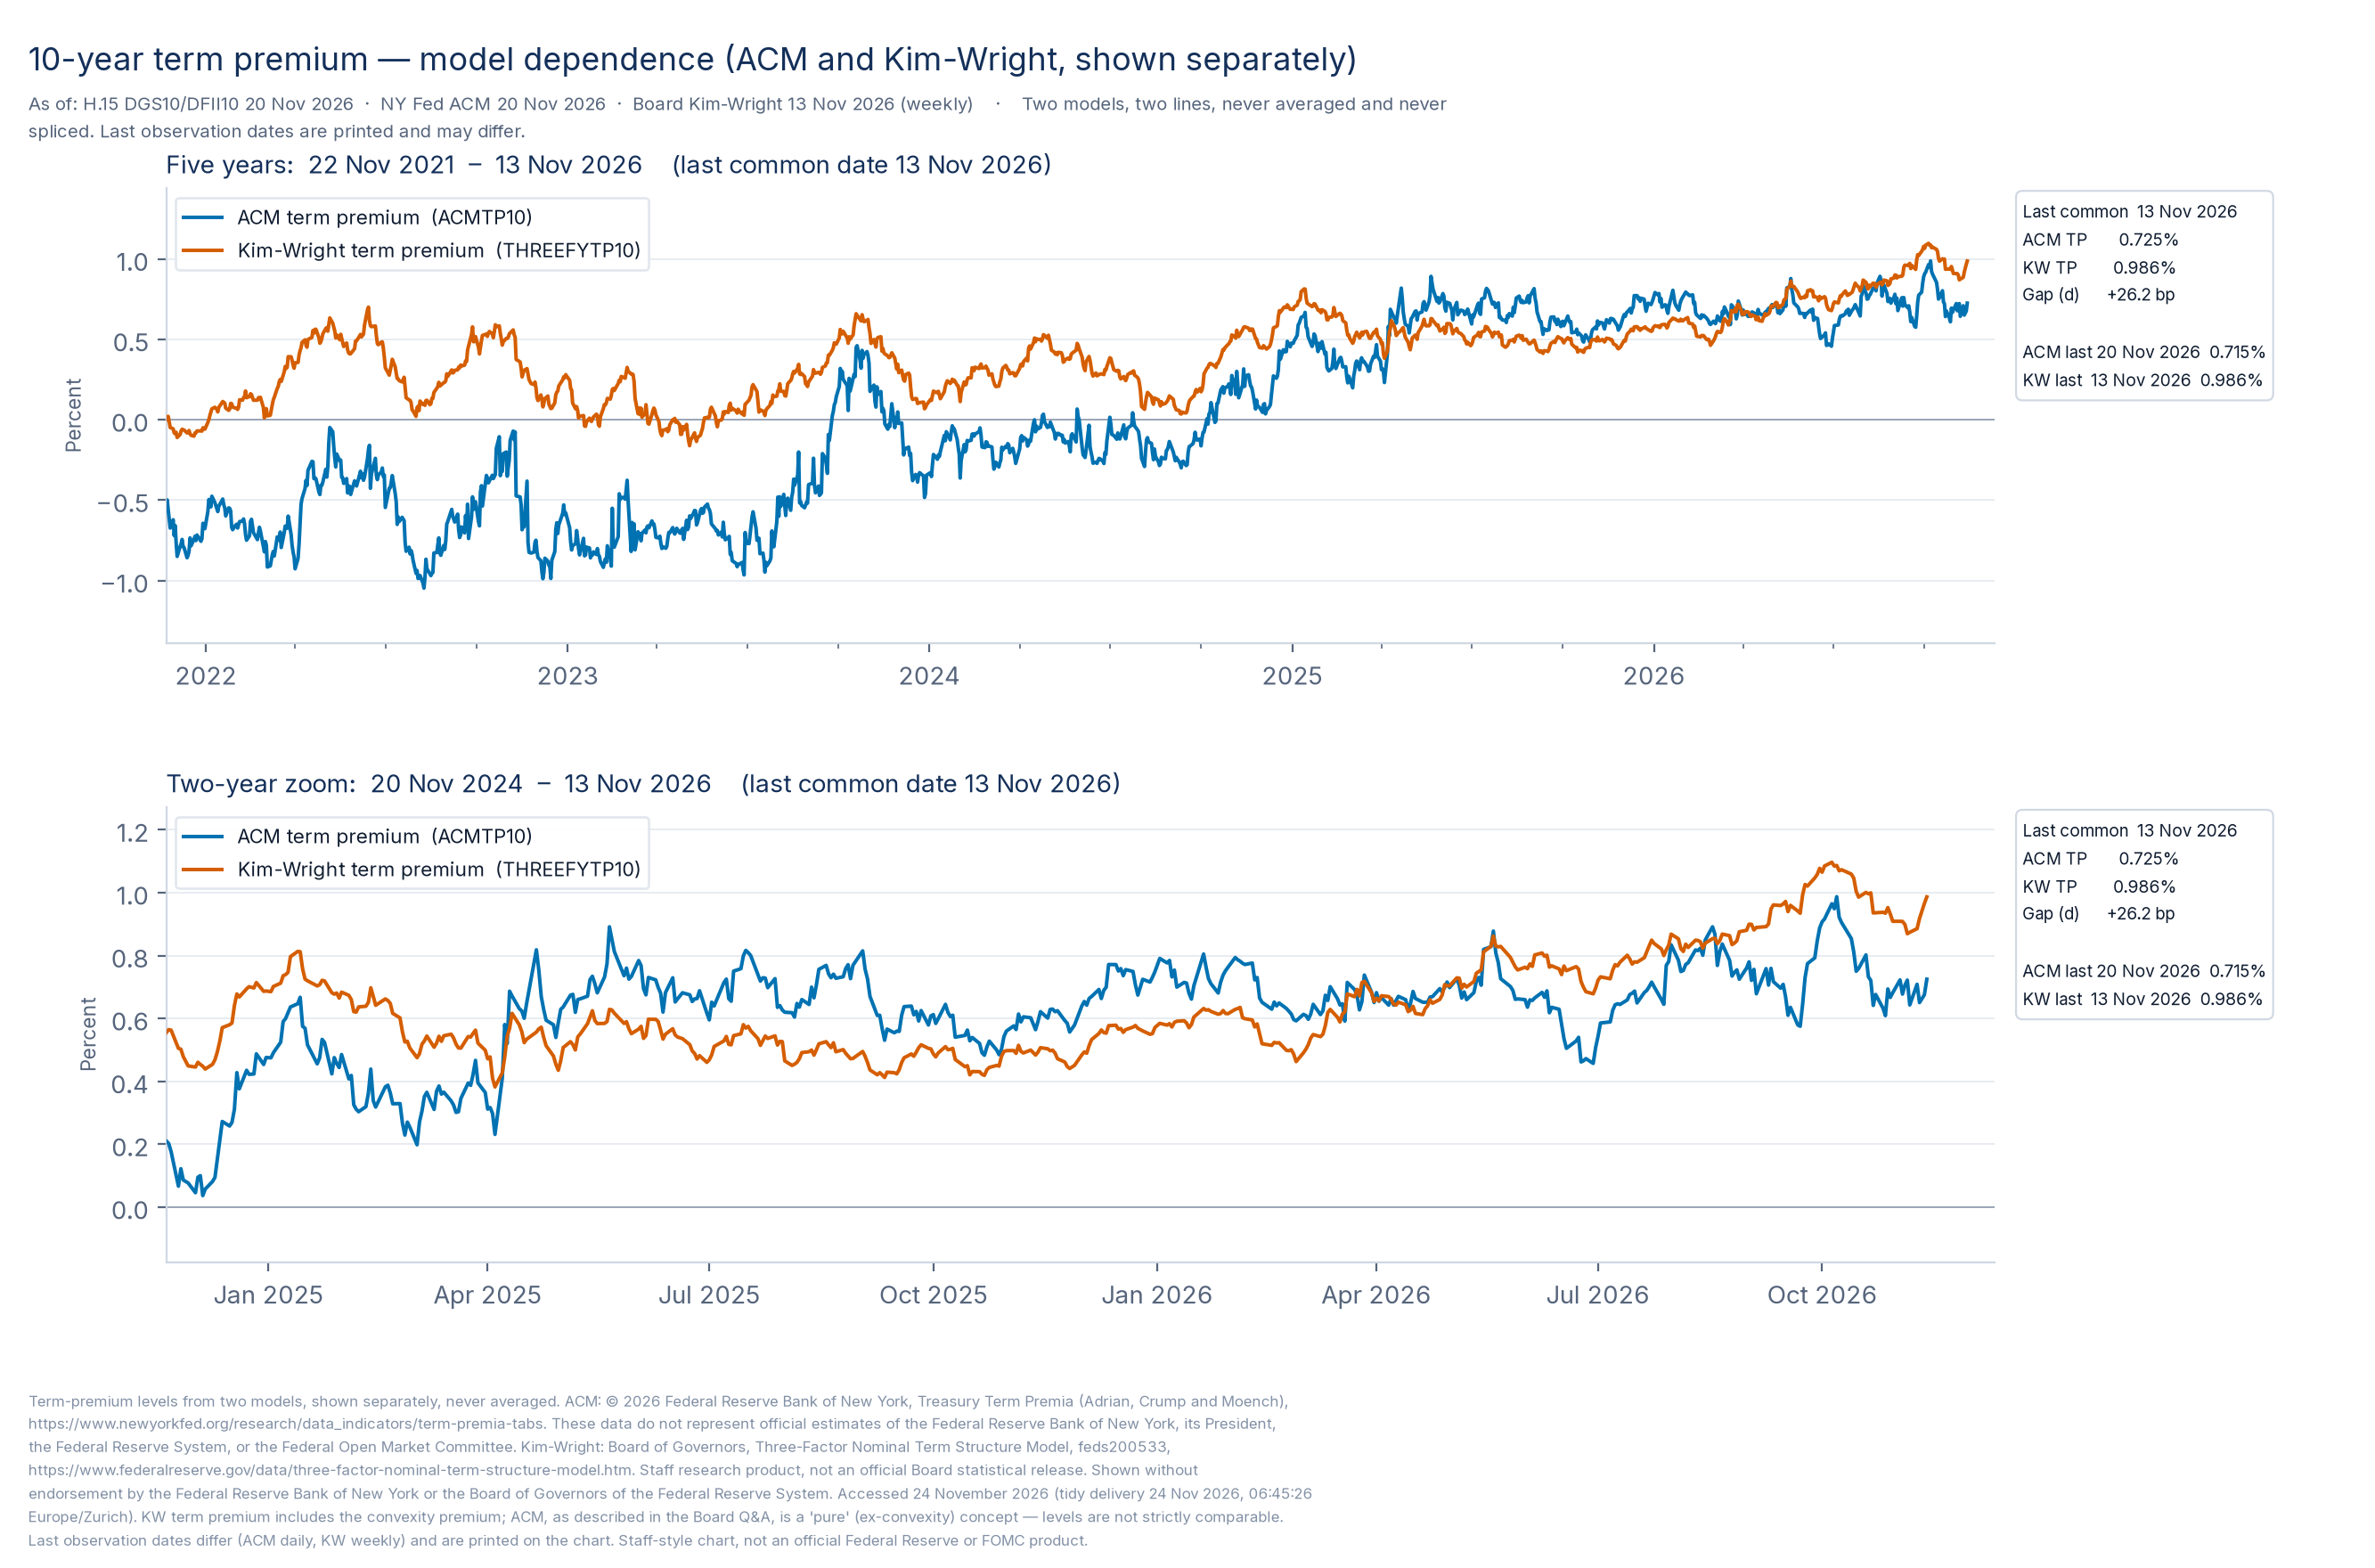 10-year term premium — model dependence (ACM and Kim-Wright, shown separately)
As of: H.15 DGS10/DFII10 20 Nov 2026 · NY Fed ACM 20 Nov 2026 · Board Kim-Wright 13 Nov 2026 (weekly) · Two models, two lines, never averaged and never
spliced. Last observation dates are printed and may differ.
Five years: 22 Nov 2021 – 13 Nov 2026 (last common date 13 Nov 2026)
ACM term premium (ACMTP10)
Kim-Wright term premium (THREEFYTP10)
Percent
1.0
0.5
0.0
−0.5
−1.0
2022
2023
2024
2025
2026
Last common 13 Nov 2026
ACM TP 0.725%
KW TP 0.986%
Gap (d) +26.2 bp
ACM last 20 Nov 2026 0.715%
KW last 13 Nov 2026 0.986%
Two-year zoom: 20 Nov 2024 – 13 Nov 2026 (last common date 13 Nov 2026)
ACM term premium (ACMTP10)
Kim-Wright term premium (THREEFYTP10)
Percent
1.2
1.0
0.8
0.6
0.4
0.2
0.0
Jan 2025
Apr 2025
Jul 2025
Oct 2025
Jan 2026
Apr 2026
Jul 2026
Oct 2026
Last common 13 Nov 2026
ACM TP 0.725%
KW TP 0.986%
Gap (d) +26.2 bp
ACM last 20 Nov 2026 0.715%
KW last 13 Nov 2026 0.986%
Term-premium levels from two models, shown separately, never averaged. ACM: © 2026 Federal Reserve Bank of New York, Treasury Term Premia (Adrian, Crump and Moench),
https://www.newyorkfed.org/research/data_indicators/term-premia-tabs. These data do not represent official estimates of the Federal Reserve Bank of New York, its President,
the Federal Reserve System, or the Federal Open Market Committee. Kim-Wright: Board of Governors, Three-Factor Nominal Term Structure Model, feds200533,
https://www.federalreserve.gov/data/three-factor-nominal-term-structure-model.htm. Staff research product, not an official Board statistical release. Shown without
endorsement by the Federal Reserve Bank of New York or the Board of Governors of the Federal Reserve System. Accessed 24 November 2026 (tidy delivery 24 Nov 2026, 06:45:26
Europe/Zurich). KW term premium includes the convexity premium; ACM, as described in the Board Q&A, is a 'pure' (ex-convexity) concept — levels are not strictly comparable.
Last observation dates differ (ACM daily, KW weekly) and are printed on the chart. Staff-style chart, not an official Federal Reserve or FOMC product.